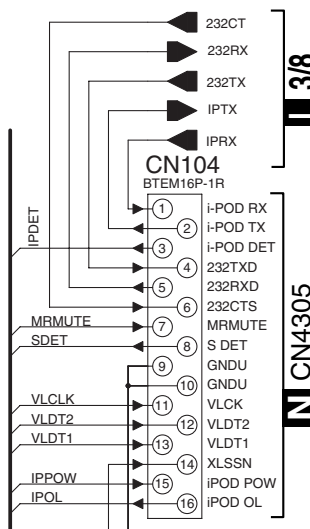 232CT
232RX
232TX
IPTX
IPRX
3/8
CN104
BTEM16P-1R
1 i-POD RX
2 i-POD TX
IPDET
3 i-POD DET
4 232TXD
5 232RXD
6 232CTS
MRMUTE 7 MRMUTE
SDET 8 S DET
9 GNDU
10 GNDU
VLCLK 11 VLCK
VLDT2 12 VLDT2
VLDT1 13 VLDT1
14 XLSSN
IPPOW 15 iPOD POW
IPOL 16 iPOD OL
N CN4305